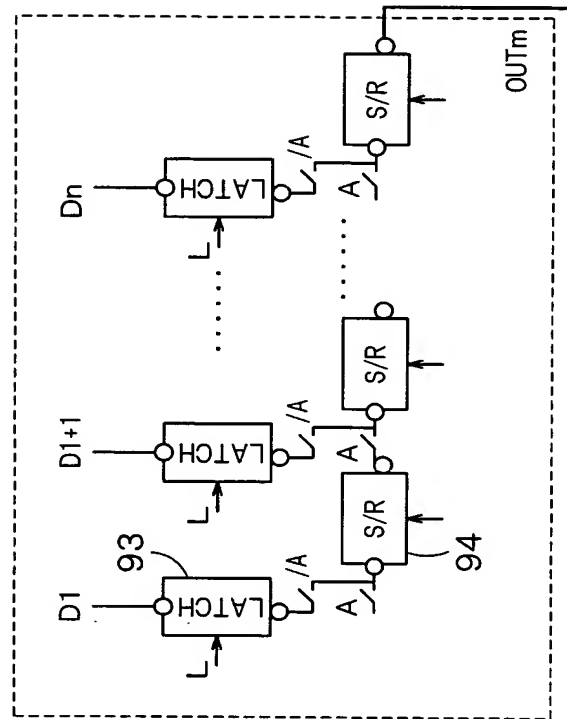 D1
D1+1
Dn
93
L
LATCH
L
LATCH
L
LATCH
/A
/A
/A
A
A
A
S/R
S/R
S/R
94
OUTm